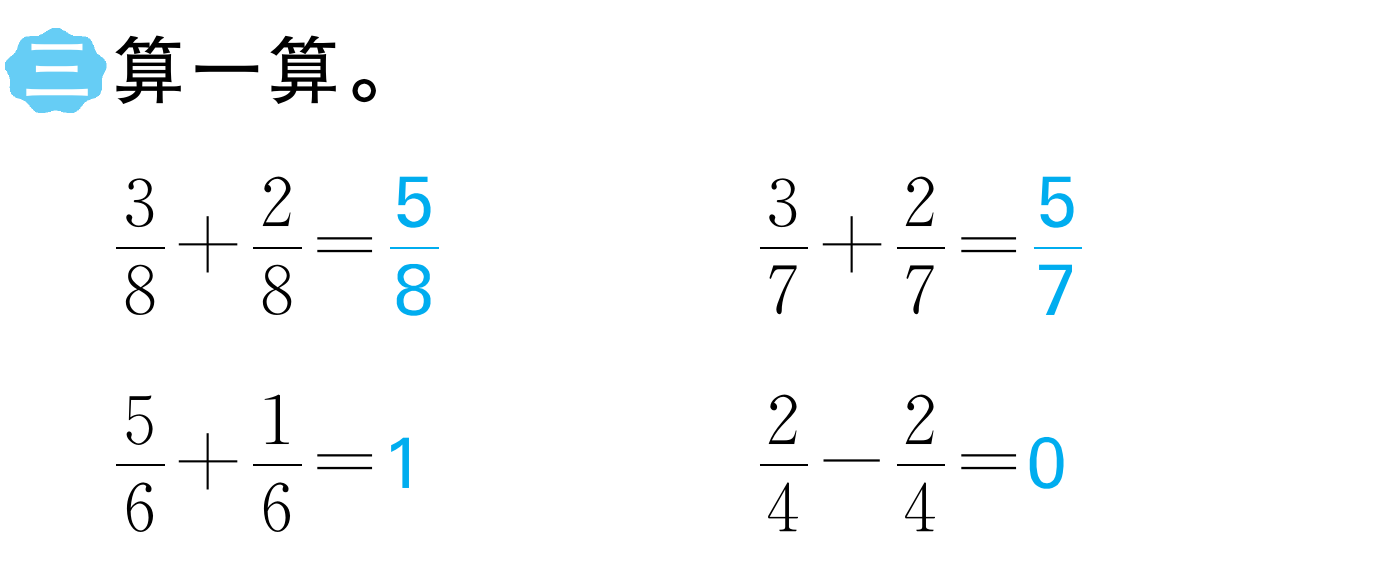 三 算一算。
3/8 + 2/8 = 5/8 3/7 + 2/7 = 5/7
5/6 + 1/6 = 1 2/4 − 2/4 = 0